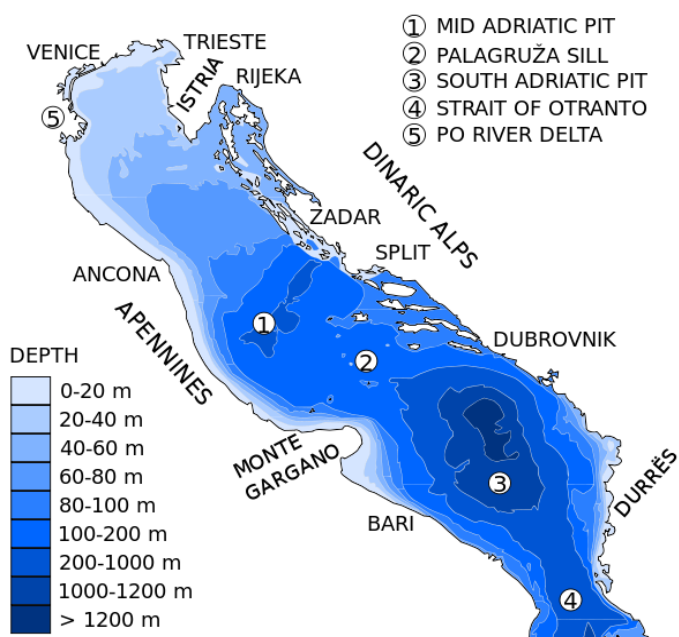 ① MID ADRIATIC PIT
② PALAGRUŽA SILL
③ SOUTH ADRIATIC PIT
④ STRAIT OF OTRANTO
⑤ PO RIVER DELTA
VENICE
TRIESTE
ISTRIA
RIJEKA
⑤
DINARIC ALPS
ZADAR
SPLIT
ANCONA
APENNINES
①
②
DUBROVNIK
MONTE
GARGANO
③
DURRËS
BARI
④
DEPTH
0-20 m
20-40 m
40-60 m
60-80 m
80-100 m
100-200 m
200-1000 m
1000-1200 m
> 1200 m